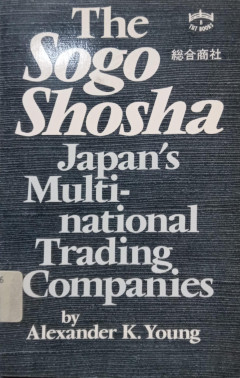 The
Sogo
総合商社
Shosha
Japan's
Multi-
national
Trading
Companies
by
Alexander K. Young